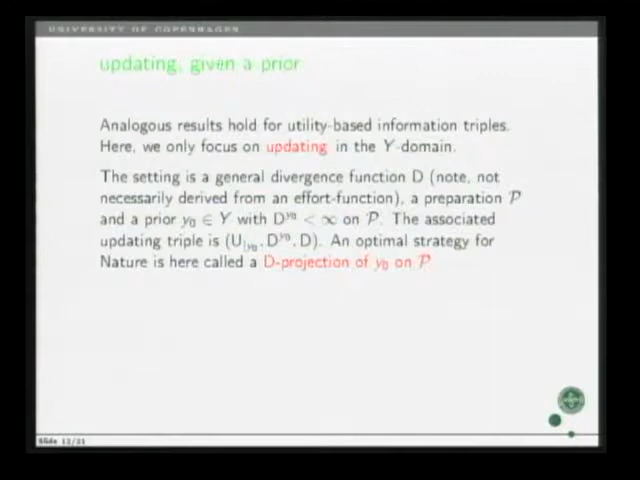 UNIVERSITY OF COPENHAGEN
updating, given a prior
Analogous results hold for utility-based information triples.
Here, we only focus on updating in the Y-domain.
The setting is a general divergence function D (note, not
necessarily derived from an effort-function), a preparation 𝒫
and a prior y₀ ∈ Y with D^y₀ < ∞ on 𝒫. The associated
updating triple is (U|y₀, D^y₀, D). An optimal strategy for
Nature is here called a D-projection of y₀ on 𝒫.
Slide 12/21